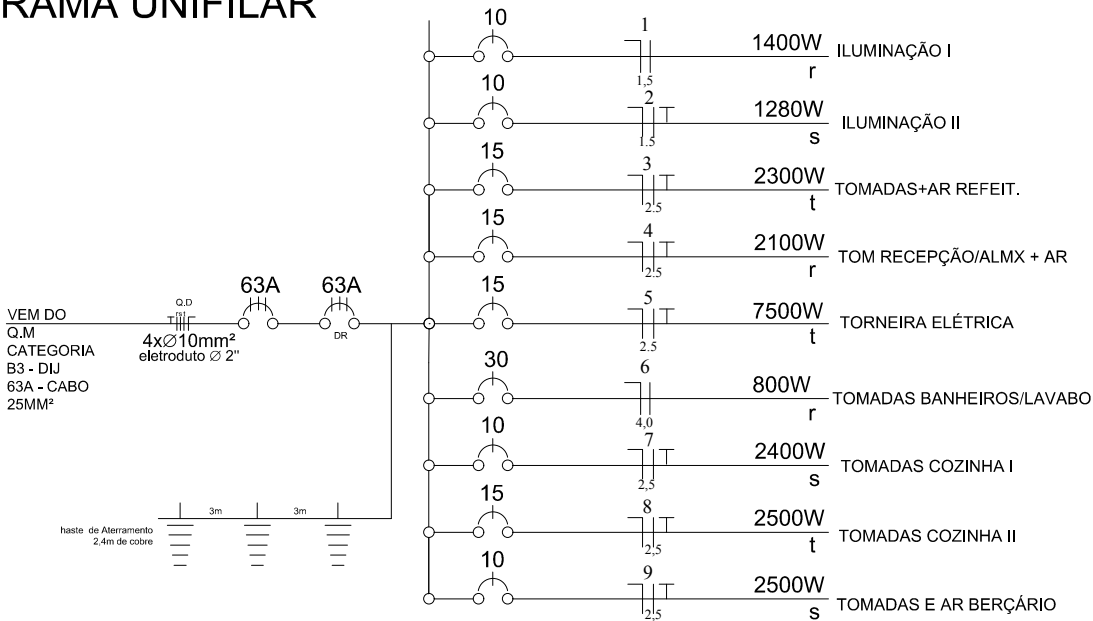 RAMA UNIFILAR
10
1
1400W
ILUMINAÇÃO I
1,5
r
10
2
1280W
ILUMINAÇÃO II
1.5
s
15
3
2300W
TOMADAS+AR REFEIT.
2.5
t
15
4
2100W
TOM RECEPÇÃO/ALMX + AR
2.5
r
15
5
7500W
TORNEIRA ELÉTRICA
2.5
t
30
6
800W
TOMADAS BANHEIROS/LAVABO
4,0
r
10
7
2400W
TOMADAS COZINHA I
2,5
s
15
8
2500W
TOMADAS COZINHA II
2,5
t
10
9
2500W
TOMADAS E AR BERÇÁRIO
2,5
s
VEM DO
Q.M
CATEGORIA
B3 - DIJ
63A - CABO
25MM²
Q.D
rst
4xØ10mm²
eletroduto Ø 2"
63A
63A
DR
3m
3m
haste de Aterramento
2,4m de cobre